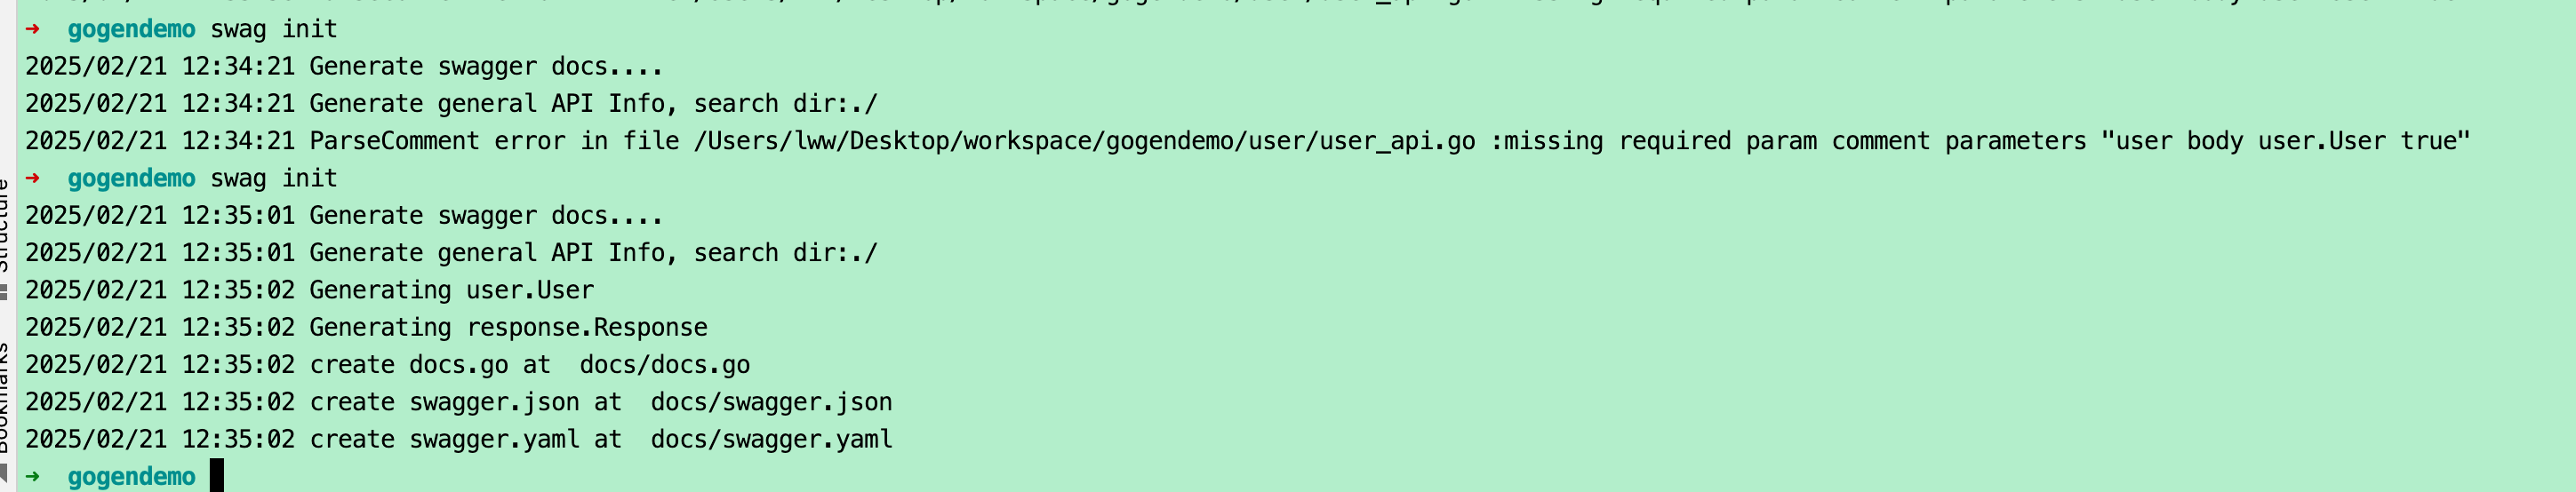 ➜ gogendemo swag init
2025/02/21 12:34:21 Generate swagger docs....
2025/02/21 12:34:21 Generate general API Info, search dir:./
2025/02/21 12:34:21 ParseComment error in file /Users/lww/Desktop/workspace/gogendemo/user/user_api.go :missing required param comment parameters "user body user.User true"
➜ gogendemo swag init
2025/02/21 12:35:01 Generate swagger docs....
2025/02/21 12:35:01 Generate general API Info, search dir:./
2025/02/21 12:35:02 Generating user.User
2025/02/21 12:35:02 Generating response.Response
2025/02/21 12:35:02 create docs.go at  docs/docs.go
2025/02/21 12:35:02 create swagger.json at  docs/swagger.json
2025/02/21 12:35:02 create swagger.yaml at  docs/swagger.yaml
➜ gogendemo
Structure
Bookmarks